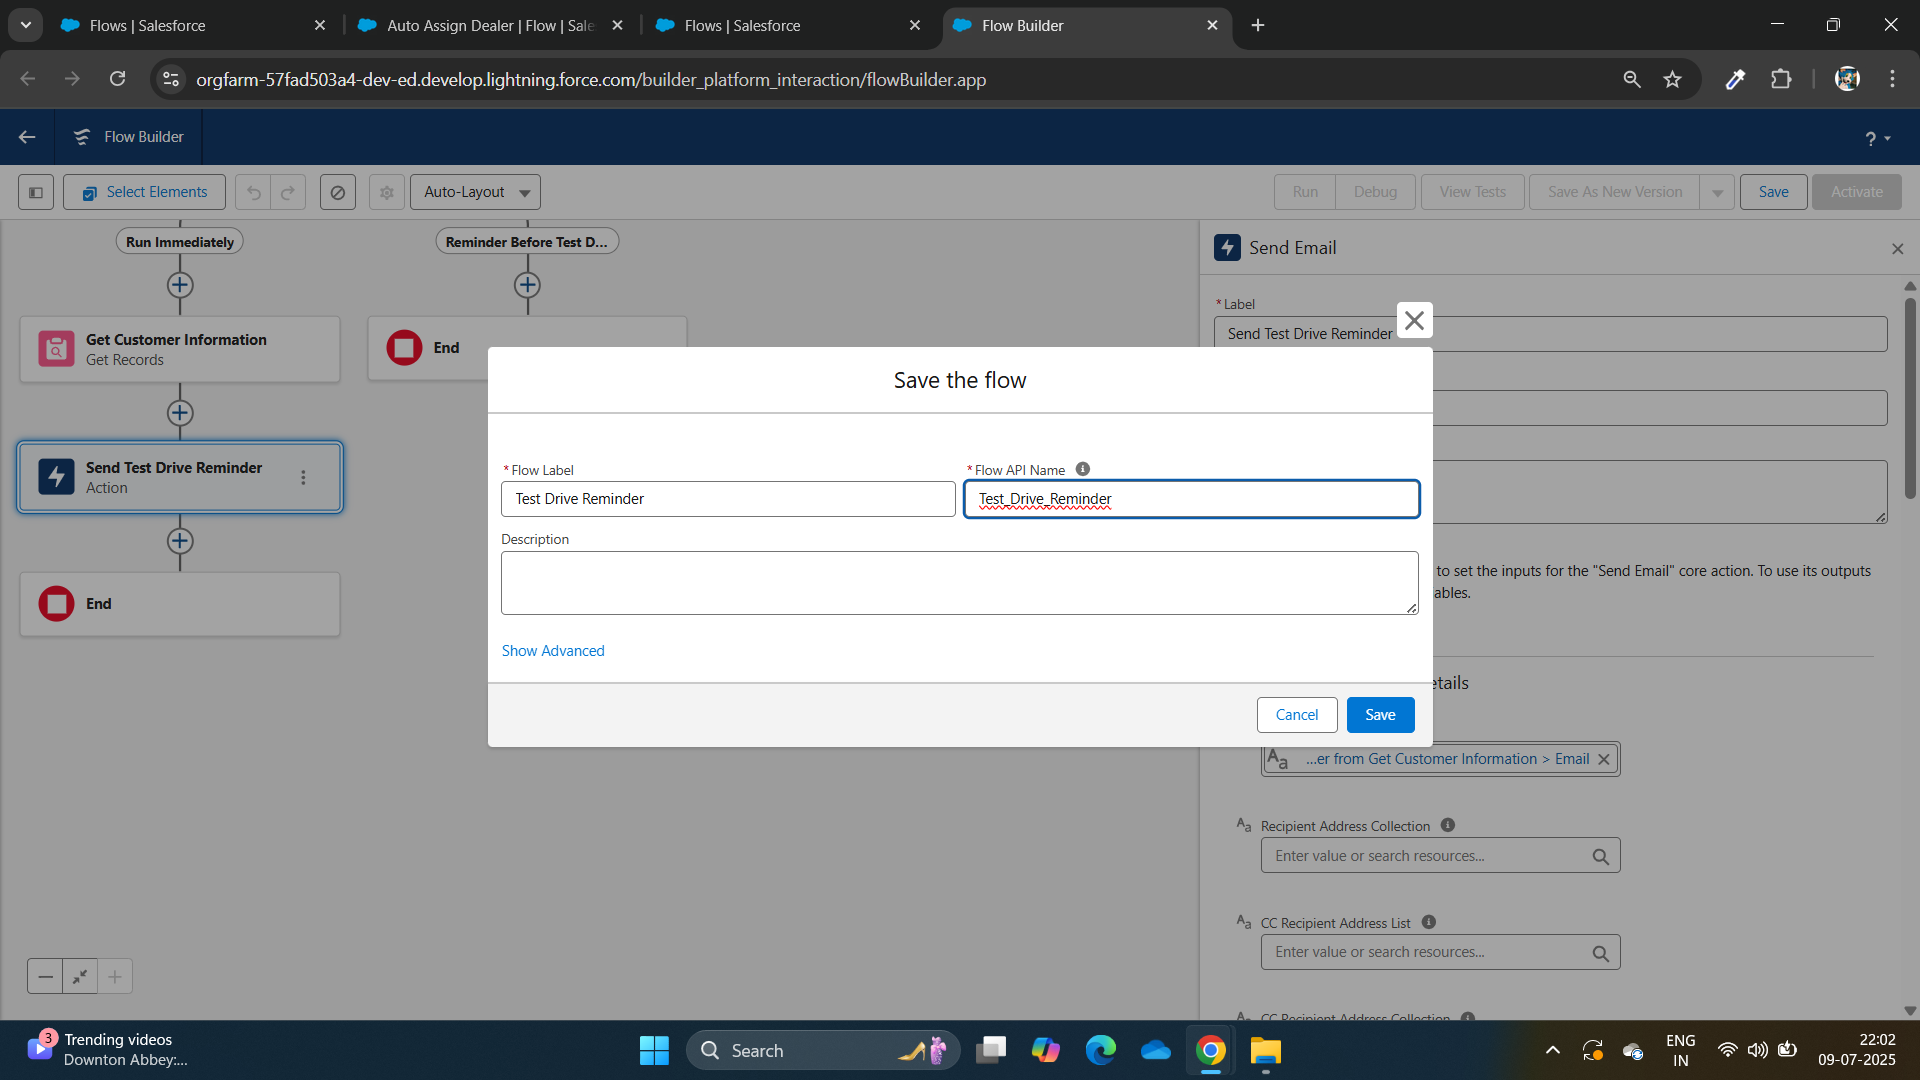 Flows | Salesforce
Auto Assign Dealer | Flow | Sale
Flows | Salesforce
Flow Builder
orgfarm-57fad503a4-dev-ed.develop.lightning.force.com/builder_platform_interaction/flowBuilder.app
Flow Builder
?
Select Elements
Auto-Layout
Run
Debug
View Tests
Save As New Version
Save
Activate
Run Immediately
Reminder Before Test D...
Get Customer Information
Get Records
End
Send Test Drive Reminder
Action
End
Send Email
* Label
Send Test Drive Reminder
Save the flow
* Flow Label
* Flow API Name
Test Drive Reminder
Test_Drive_Reminder
Description
Show Advanced
Cancel
Save
to set the inputs for the "Send Email" core action. To use its outputs
ables.
etails
Aa ...er from Get Customer Information > Email
Aa Recipient Address Collection
Enter value or search resources...
Aa CC Recipient Address List
Enter value or search resources...
CC Recipient Address Collection
3
Trending videos
Downton Abbey:...
Search
ENG
IN
22:02
09-07-2025